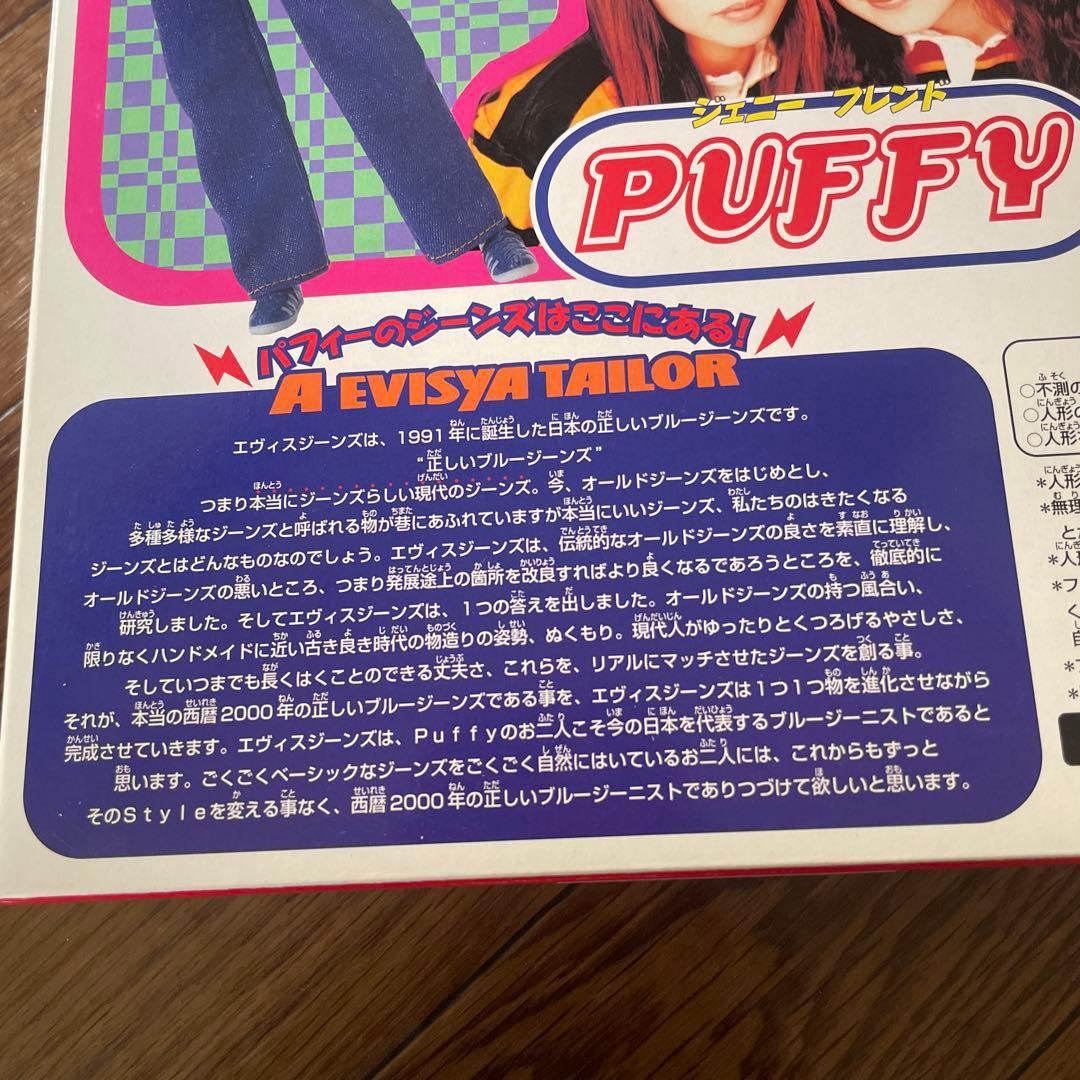 ジェニー フレンド
PUFFY
パフィーのジーンズはここにある!
A EVISYA TAILOR
エヴィスジーンズは、1991年に誕生した日本の正しいブルージーンズです。
“正しいブルージーンズ”
つまり本当にジーンズらしい現代のジーンズ。今、オールドジーンズをはじめとし、
多種多様なジーンズと呼ばれる物が巷にあふれていますが本当にいいジーンズ、私たちのはきたくなる
ジーンズとはどんなものなのでしょう。エヴィスジーンズは、伝統的なオールドジーンズの良さを素直に理解し、
オールドジーンズの悪いところ、つまり発展途上の箇所を改良すればより良くなるであろうところを、徹底的に
研究しました。そしてエヴィスジーンズは、1つの答えを出しました。オールドジーンズの持つ風合い、
限りなくハンドメイドに近い古き良き時代の物造りの姿勢、ぬくもり。現代人がゆったりとくつろげるやさしさ、
そしていつまでも長くはくことのできる丈夫さ、これらを、リアルにマッチさせたジーンズを創る事。
それが、本当の西暦2000年の正しいブルージーンズである事を、エヴィスジーンズは1つ1つ物を進化させながら
完成させていきます。エヴィスジーンズは、Puffyのお二人こそ今の日本を代表するブルージーニストであると
思います。ごくごくベーシックなジーンズをごくごく自然にはいているお二人には、これからもずっと
そのStyleを変える事なく、西暦2000年の正しいブルージーニストでありつづけて欲しいと思います。
○不測の
○人形の
○人形
*人形
*無理
と
*人形
*フ
く